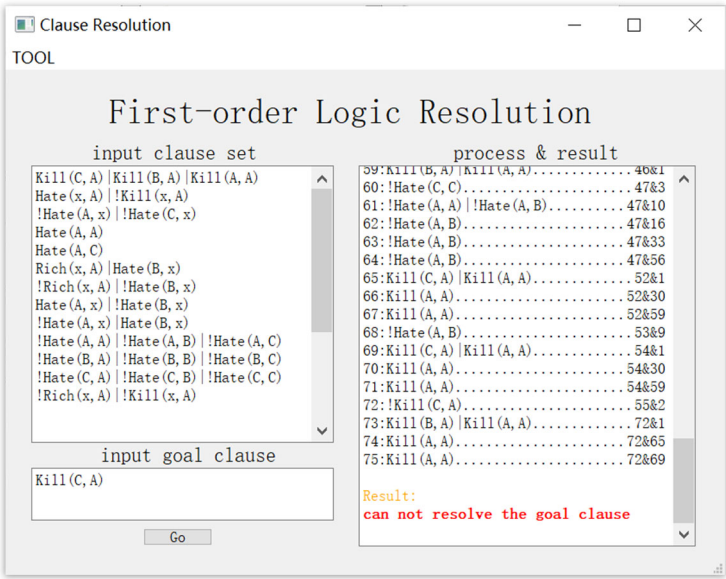 Clause Resolution
TOOL
First-order Logic Resolution
input clause set
Kill(C,A)|Kill(B,A)|Kill(A,A)
Hate(x,A)|!Kill(x,A)
!Hate(A,x)|!Hate(C,x)
Hate(A,A)
Hate(A,C)
Rich(x,A)|Hate(B,x)
!Rich(x,A)|!Hate(B,x)
Hate(A,x)|!Hate(B,x)
!Hate(A,x)|Hate(B,x)
!Hate(A,A)|!Hate(A,B)|!Hate(A,C)
!Hate(B,A)|!Hate(B,B)|!Hate(B,C)
!Hate(C,A)|!Hate(C,B)|!Hate(C,C)
!Rich(x,A)|!Kill(x,A)
input goal clause
Kill(C,A)
Go
process & result
59:Kill(B,A)|Kill(A,A)............46&1
60:!Hate(C,C).....................47&3
61:!Hate(A,A)|!Hate(A,B)..........47&10
62:!Hate(A,B).....................47&16
63:!Hate(A,B).....................47&33
64:!Hate(A,B).....................47&56
65:Kill(C,A)|Kill(A,A)............52&1
66:Kill(A,A)......................52&30
67:Kill(A,A)......................52&59
68:!Hate(A,B).....................53&9
69:Kill(C,A)|Kill(A,A)............54&1
70:Kill(A,A)......................54&30
71:Kill(A,A)......................54&59
72:!Kill(C,A).....................55&2
73:Kill(B,A)|Kill(A,A)............72&1
74:Kill(A,A)......................72&65
75:Kill(A,A)......................72&69
Result:
can not resolve the goal clause